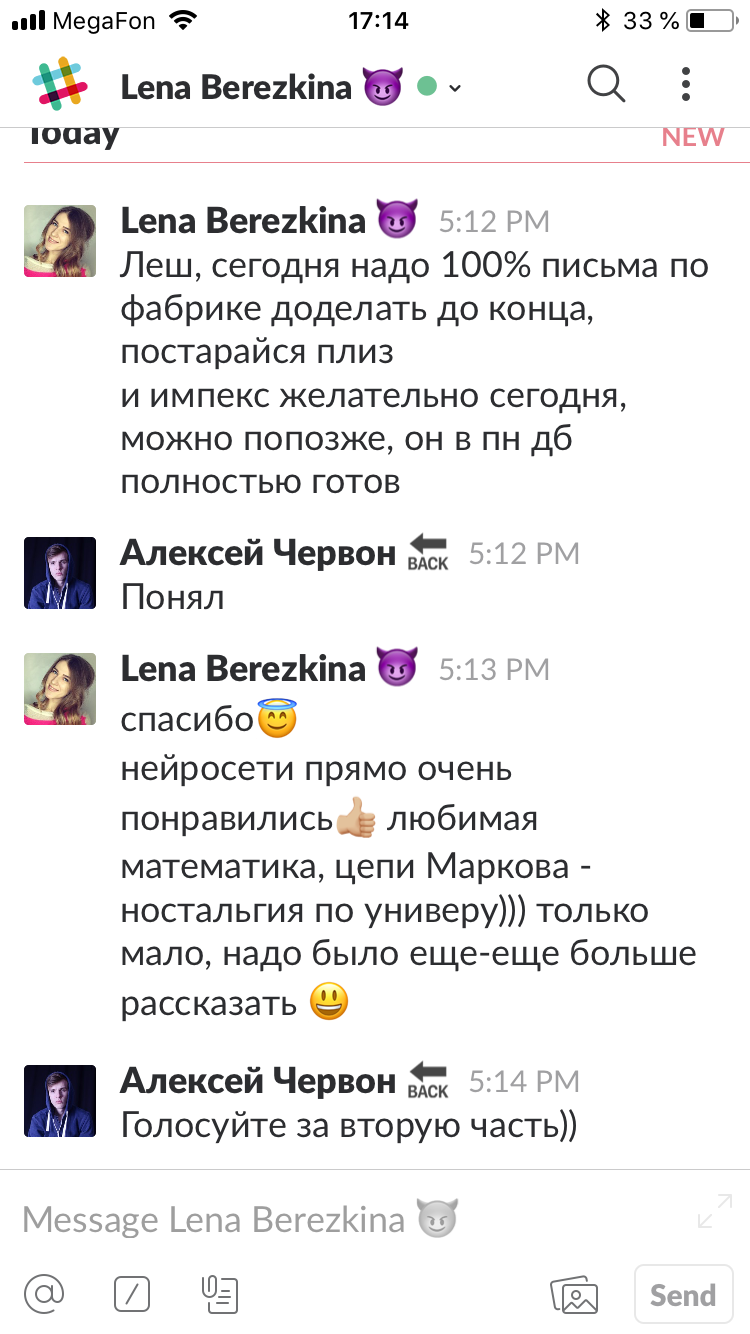 MegaFon 17:14 33 %
Lena Berezkina 😈
Today NEW
Lena Berezkina 😈 5:12 PM
Леш, сегодня надо 100% письма по
фабрике доделать до конца,
постарайся плиз
и импекс желательно сегодня,
можно попозже, он в пн дб
полностью готов
Алексей Червон 🔙 5:12 PM
Понял
Lena Berezkina 😈 5:13 PM
спасибо😇
нейросети прямо очень
понравились👍🏼 любимая
математика, цепи Маркова -
ностальгия по универу))) только
мало, надо было еще-еще больше
рассказать 😃
Алексей Червон 🔙 5:14 PM
Голосуйте за вторую часть))
Message Lena Berezkina 😈
Send